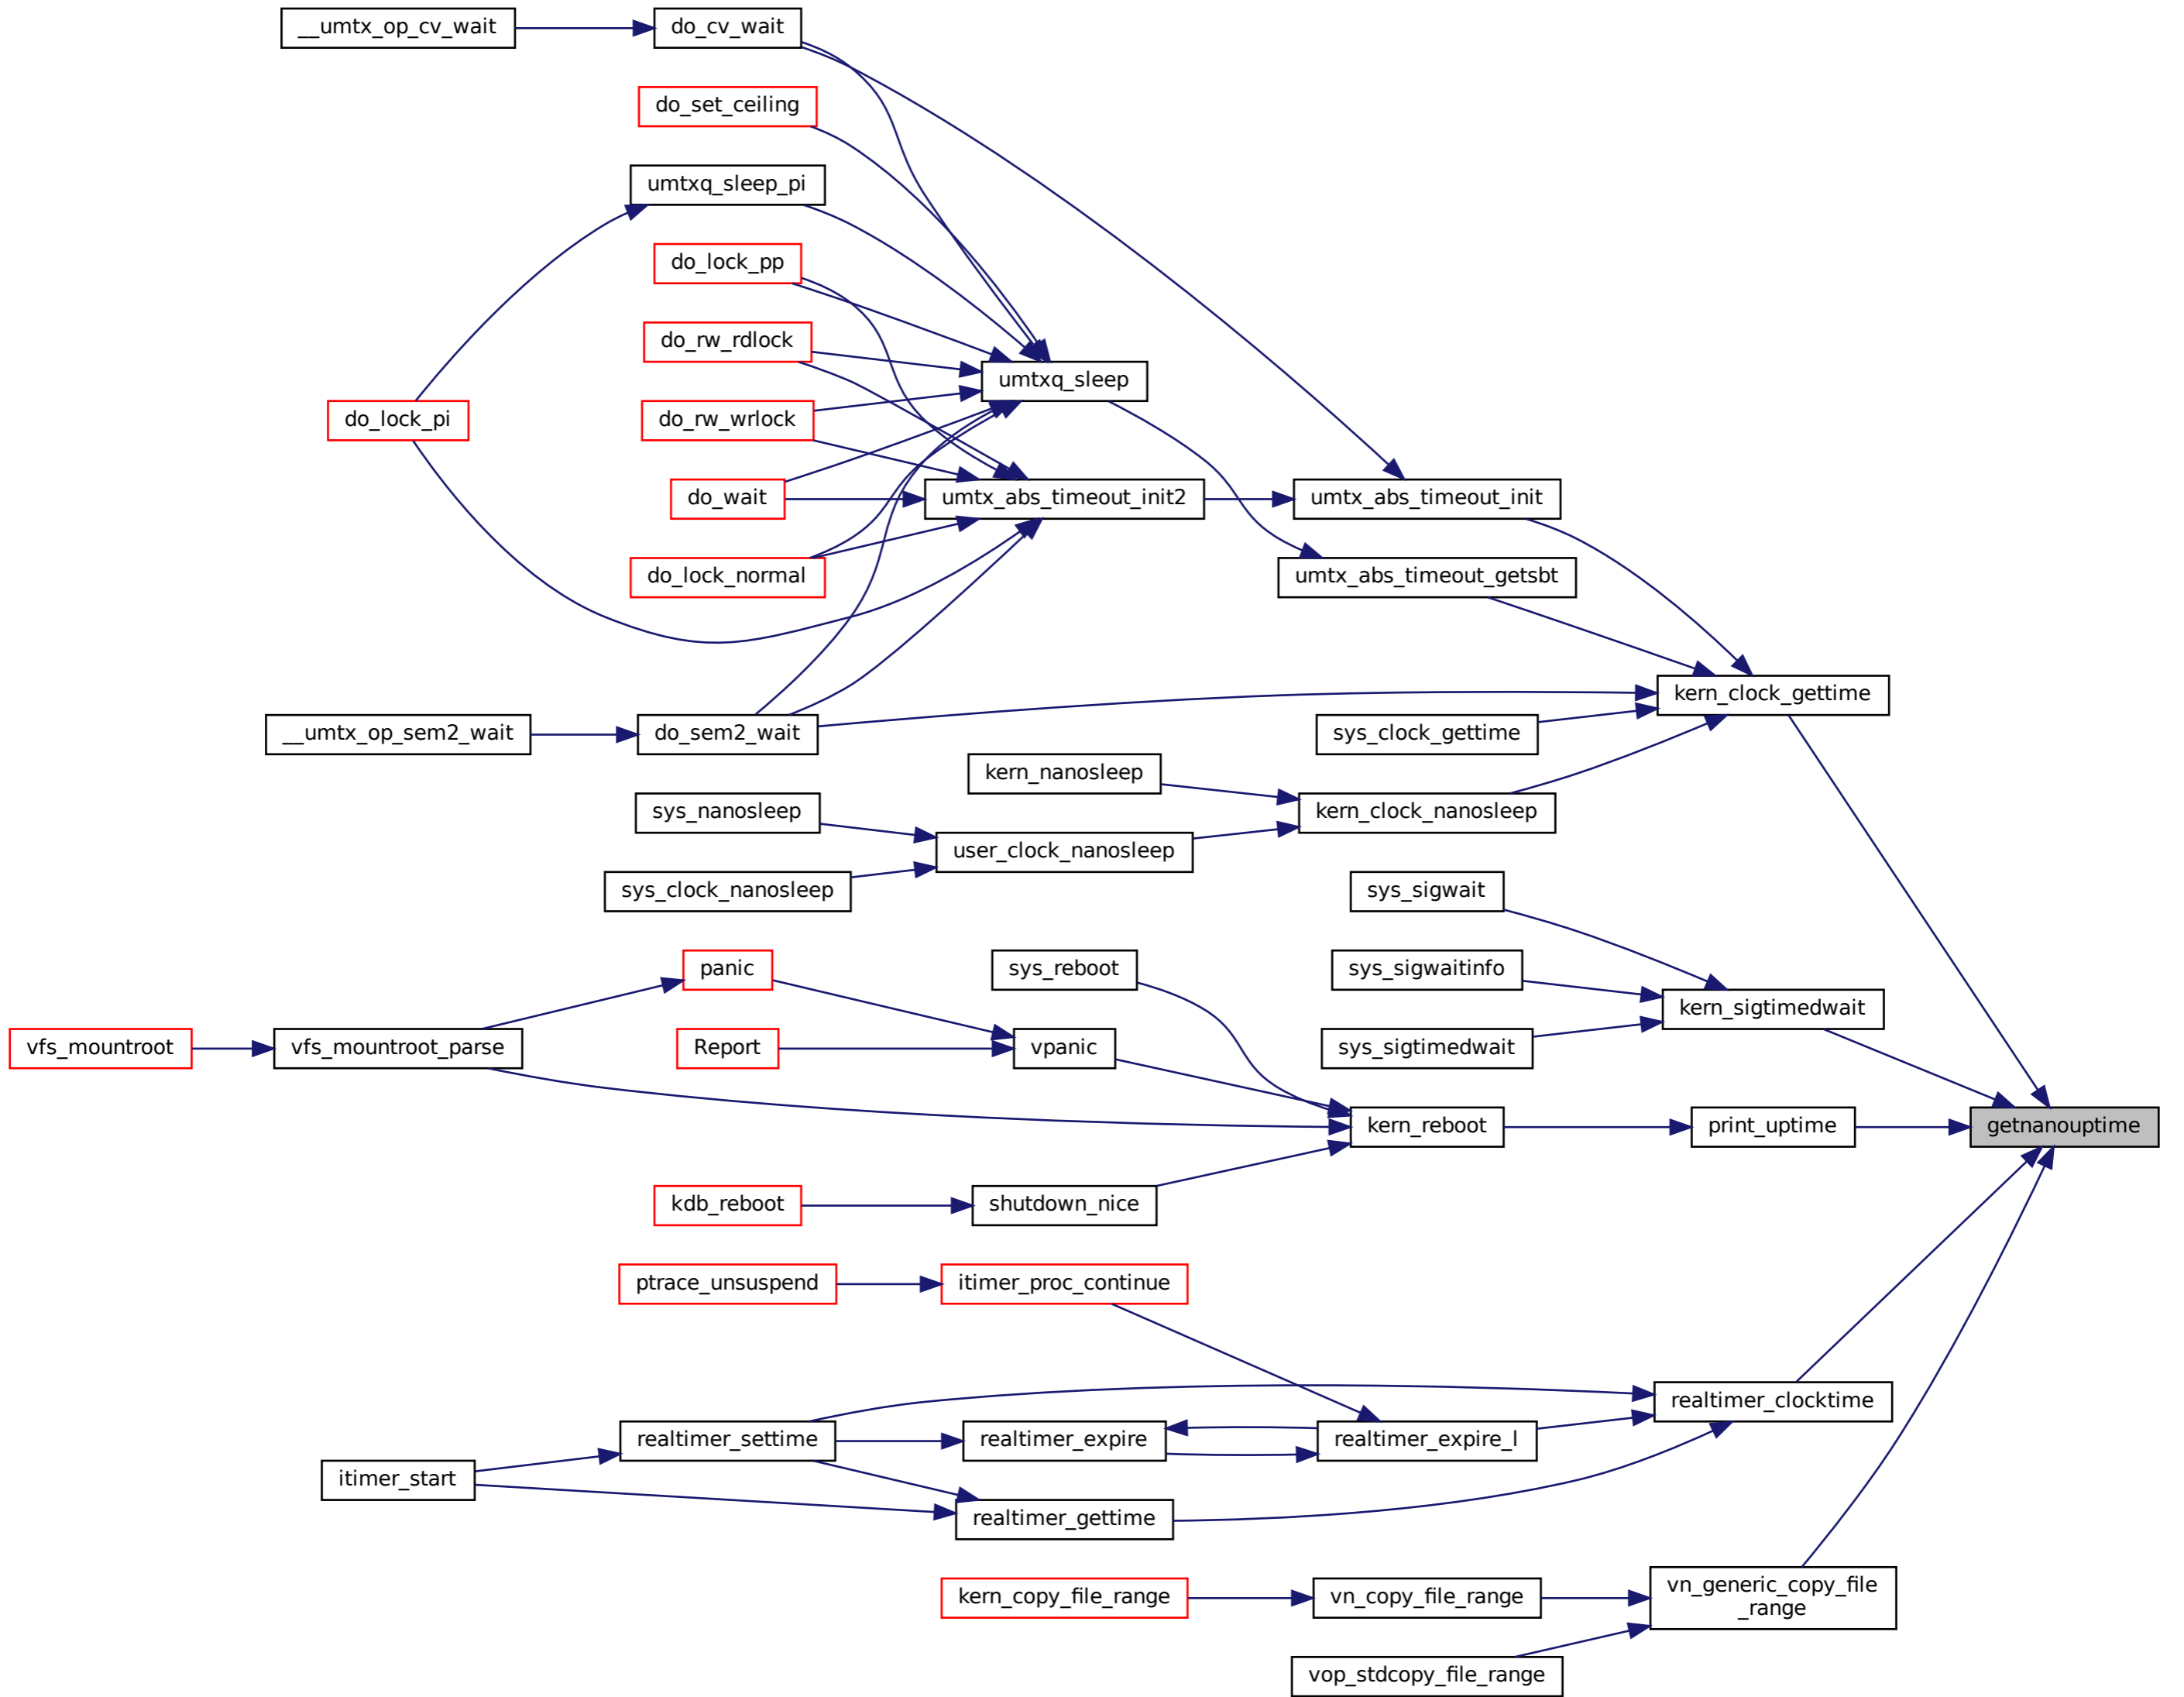 __umtx_op_cv_wait
do_cv_wait
do_set_ceiling
umtxq_sleep_pi
do_lock_pp
do_rw_rdlock
umtxq_sleep
do_lock_pi
do_rw_wrlock
do_wait
umtx_abs_timeout_init2
umtx_abs_timeout_init
do_lock_normal
umtx_abs_timeout_getsbt
kern_clock_gettime
__umtx_op_sem2_wait
do_sem2_wait
sys_clock_gettime
kern_nanosleep
sys_nanosleep
kern_clock_nanosleep
user_clock_nanosleep
sys_clock_nanosleep
sys_sigwait
panic
sys_reboot
sys_sigwaitinfo
kern_sigtimedwait
vfs_mountroot
vfs_mountroot_parse
Report
vpanic
sys_sigtimedwait
kern_reboot
print_uptime
getnanouptime
kdb_reboot
shutdown_nice
ptrace_unsuspend
itimer_proc_continue
realtimer_clocktime
realtimer_settime
realtimer_expire
realtimer_expire_l
itimer_start
realtimer_gettime
kern_copy_file_range
vn_copy_file_range
vn_generic_copy_file
_range
vop_stdcopy_file_range